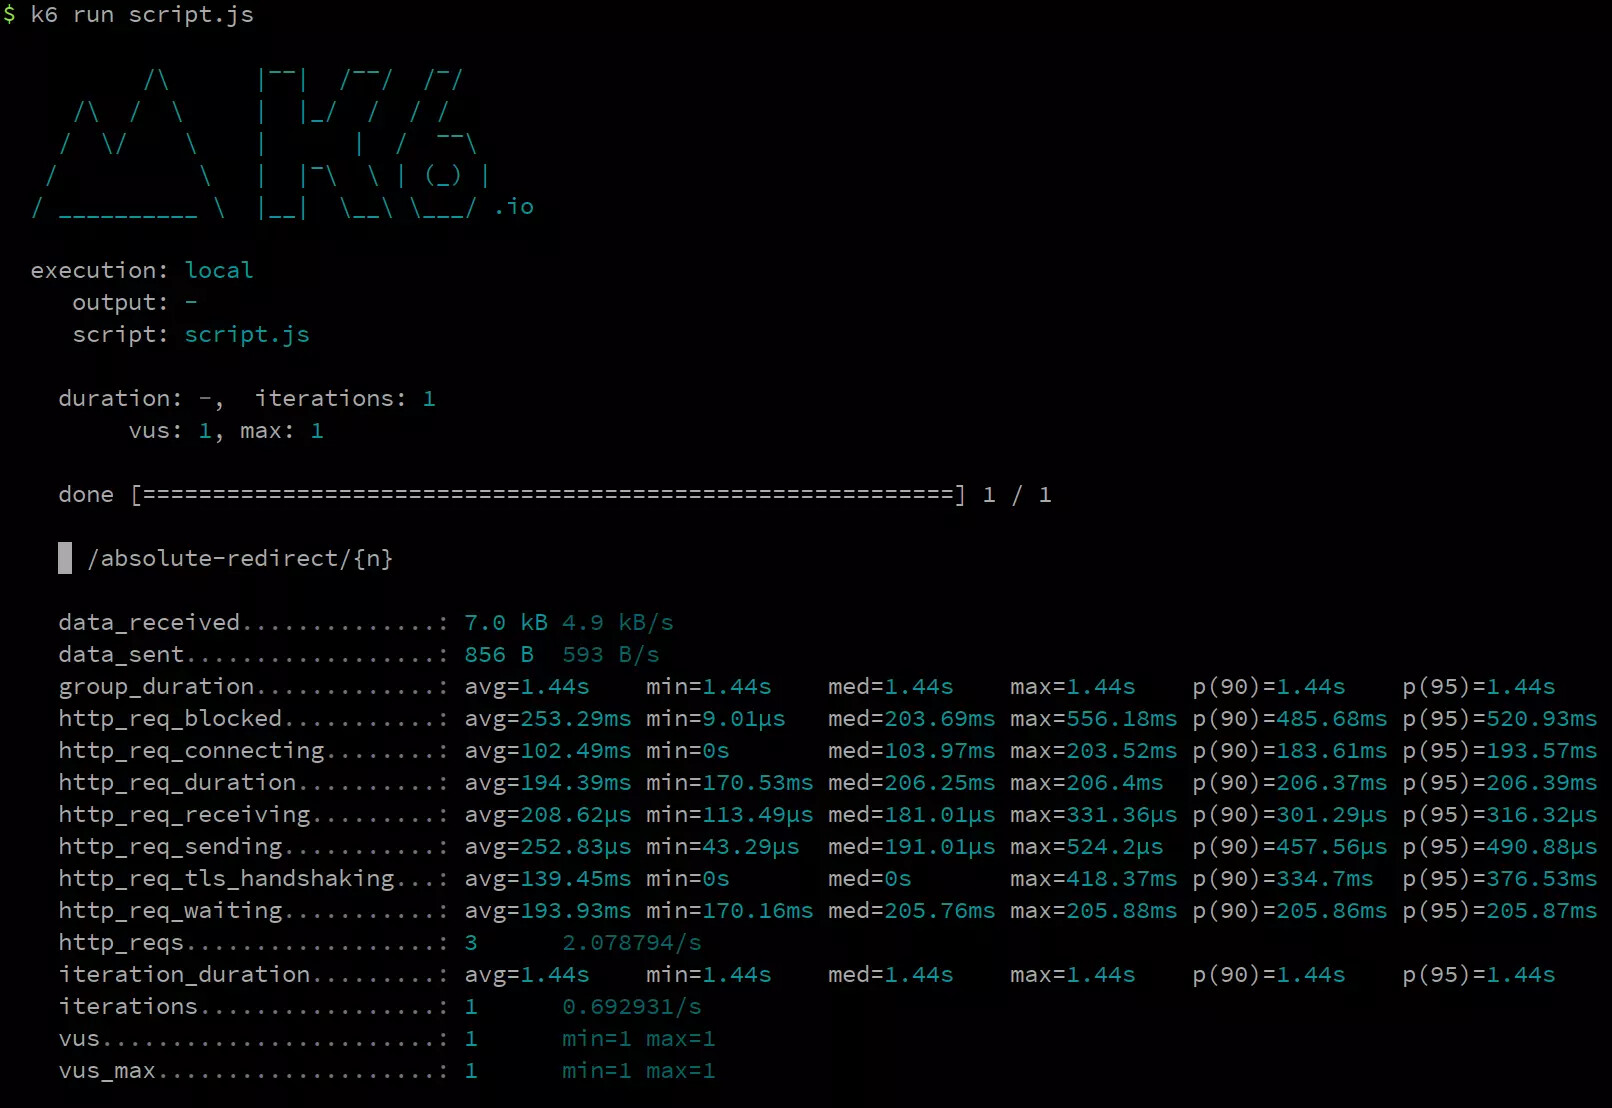 $ k6 run script.js
          /\      |‾‾|  /‾‾/  /‾/
     /\  /  \     |  |_/  /  / /
    /  \/    \    |      |  /  ‾‾\
   /          \   |  |‾\  \ | (_) |
  / __________ \  |__|  \__\ \___/ .io
execution: local
output: -
script: script.js
duration: -,  iterations: 1
vus: 1, max: 1
done [==========================================================] 1 / 1
█ /absolute-redirect/{n}
data_received..............: 7.0 kB 4.9 kB/s
data_sent..................: 856 B  593 B/s
group_duration.............: avg=1.44s    min=1.44s    med=1.44s    max=1.44s    p(90)=1.44s    p(95)=1.44s
http_req_blocked...........: avg=253.29ms min=9.01µs   med=203.69ms max=556.18ms p(90)=485.68ms p(95)=520.93ms
http_req_connecting........: avg=102.49ms min=0s       med=103.97ms max=203.52ms p(90)=183.61ms p(95)=193.57ms
http_req_duration..........: avg=194.39ms min=170.53ms med=206.25ms max=206.4ms  p(90)=206.37ms p(95)=206.39ms
http_req_receiving.........: avg=208.62µs min=113.49µs med=181.01µs max=331.36µs p(90)=301.29µs p(95)=316.32µs
http_req_sending...........: avg=252.83µs min=43.29µs  med=191.01µs max=524.2µs  p(90)=457.56µs p(95)=490.88µs
http_req_tls_handshaking...: avg=139.45ms min=0s       med=0s       max=418.37ms p(90)=334.7ms  p(95)=376.53ms
http_req_waiting...........: avg=193.93ms min=170.16ms med=205.76ms max=205.88ms p(90)=205.86ms p(95)=205.87ms
http_reqs..................: 3      2.078794/s
iteration_duration.........: avg=1.44s    min=1.44s    med=1.44s    max=1.44s    p(90)=1.44s    p(95)=1.44s
iterations.................: 1      0.692931/s
vus........................: 1      min=1 max=1
vus_max....................: 1      min=1 max=1